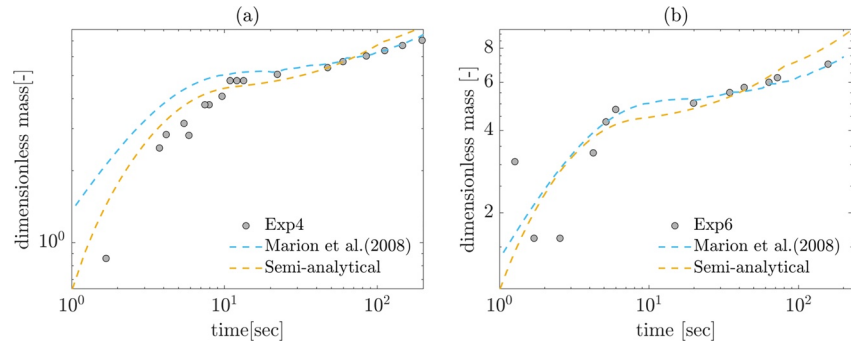 (a)
dimensionless mass[-]
10^0
Exp4
Marion et al.(2008)
Semi-analytical
10^0 10^1 10^2
time[sec]
(b)
dimensionless mass [-]
8
6
4
2
Exp6
Marion et al.(2008)
Semi-analytical
10^0 10^1 10^2
time [sec]